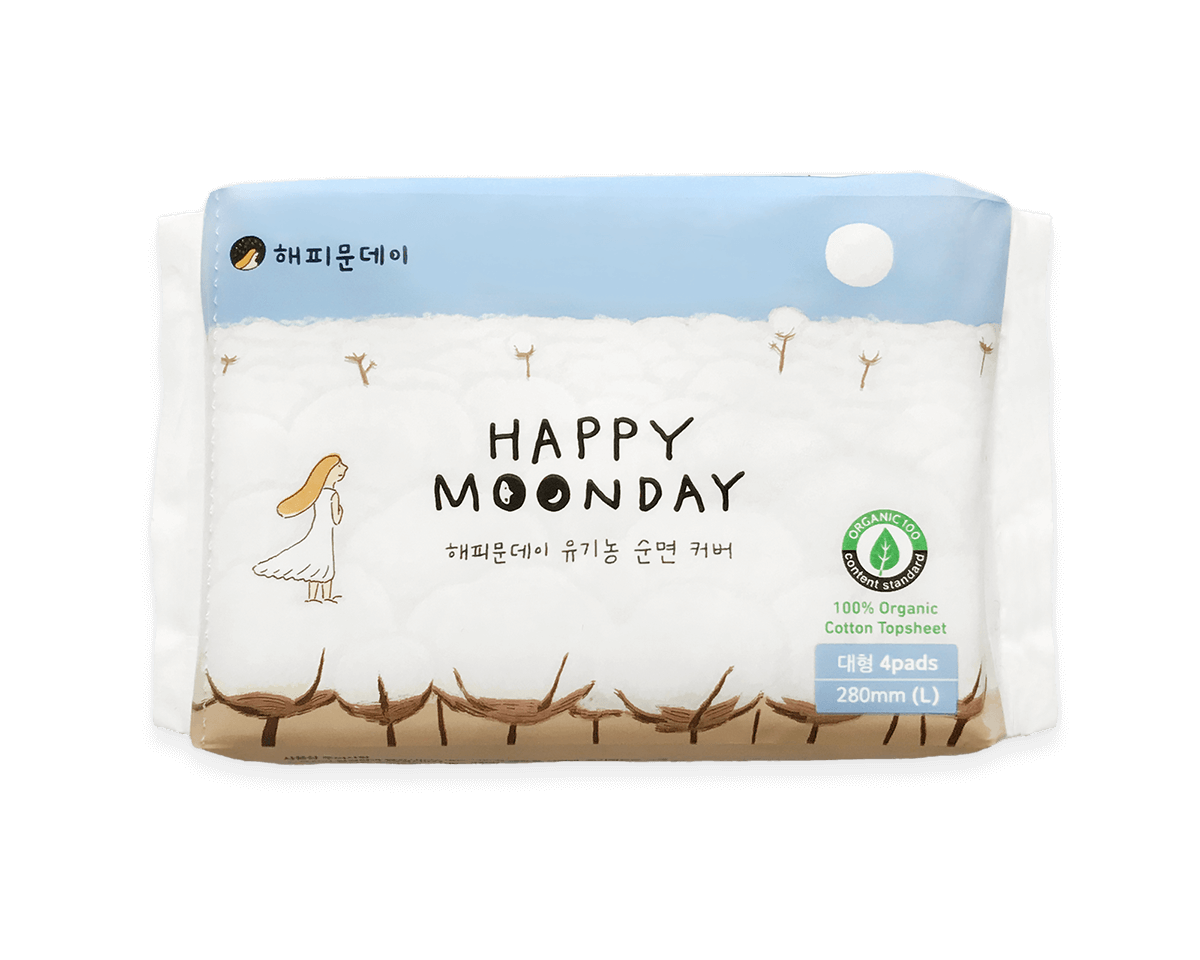 해피문데이
HAPPY
MOONDAY
해피문데이 유기농 순면 커버
ORGANIC 100
content standard
100% Organic
Cotton Topsheet
대형 4pads
280mm (L)